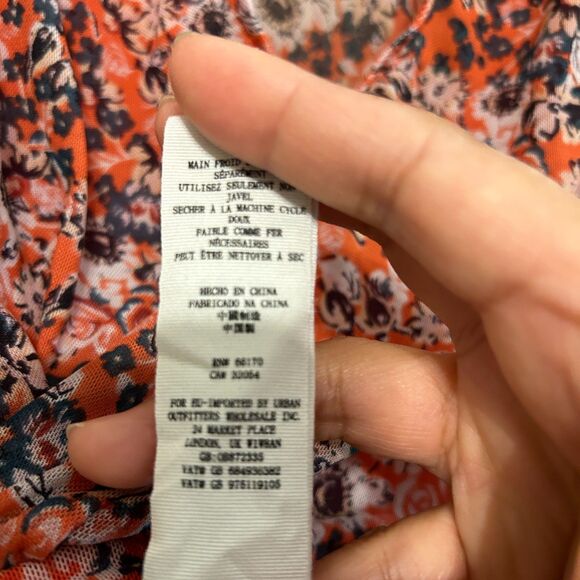 MAIN FROID
SÉPARÉMENT
UTILISEZ SEULEMENT NON
JAVEL
SECHER À LA MACHINE CYCLE
DOUX
FAIBLE COMME FER
NÉCESSAIRES
PEUT ÊTRE NETTOYER À SEC
HECHO EN CHINA
FABRICADO NA CHINA
中國制造
中国製
RN# 66170
CA# 32054
FOR EU-IMPORTED BY URBAN
OUTFITTERS WHOLESALE INC.
34 MARKET PLACE
LONDON, UK W1W8AN
GB:GB872335
VAT# GB 684936382
VAT# GB 975119105